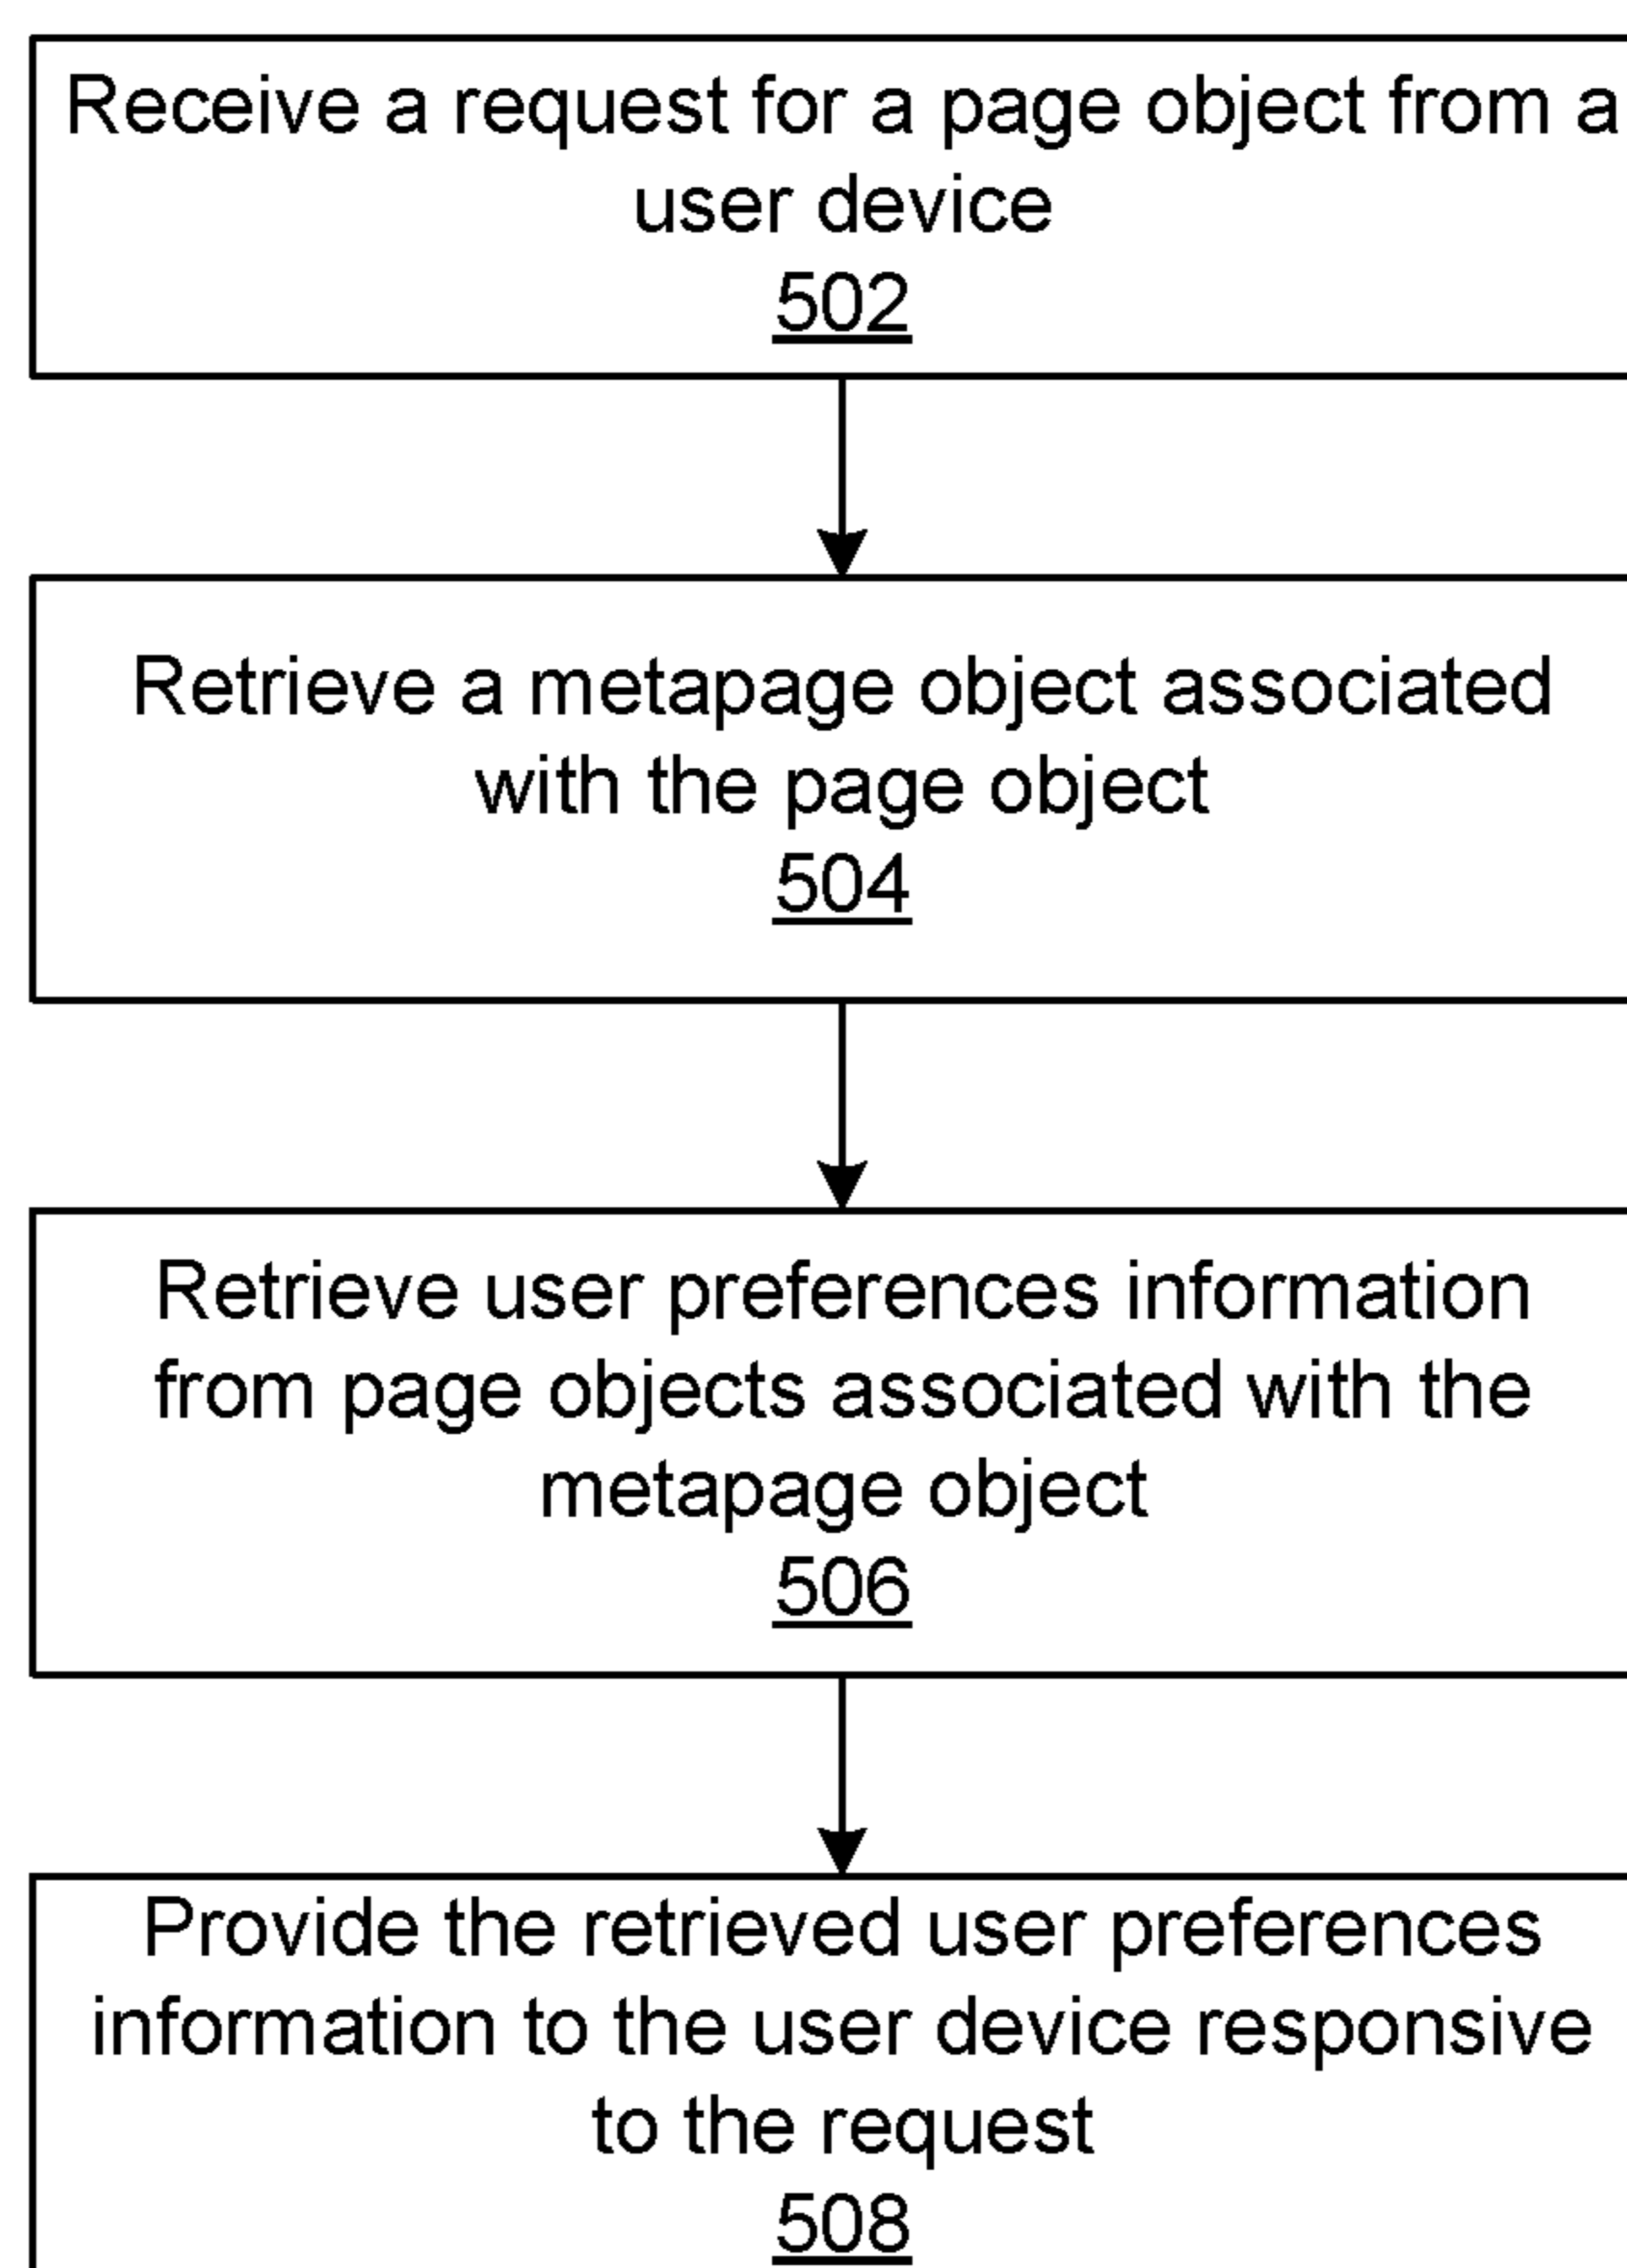 Receive a request for a page object from a
user device
502
Retrieve a metapage object associated
with the page object
504
Retrieve user preferences information
from page objects associated with the
metapage object
506
Provide the retrieved user preferences
information to the user device responsive
to the request
508